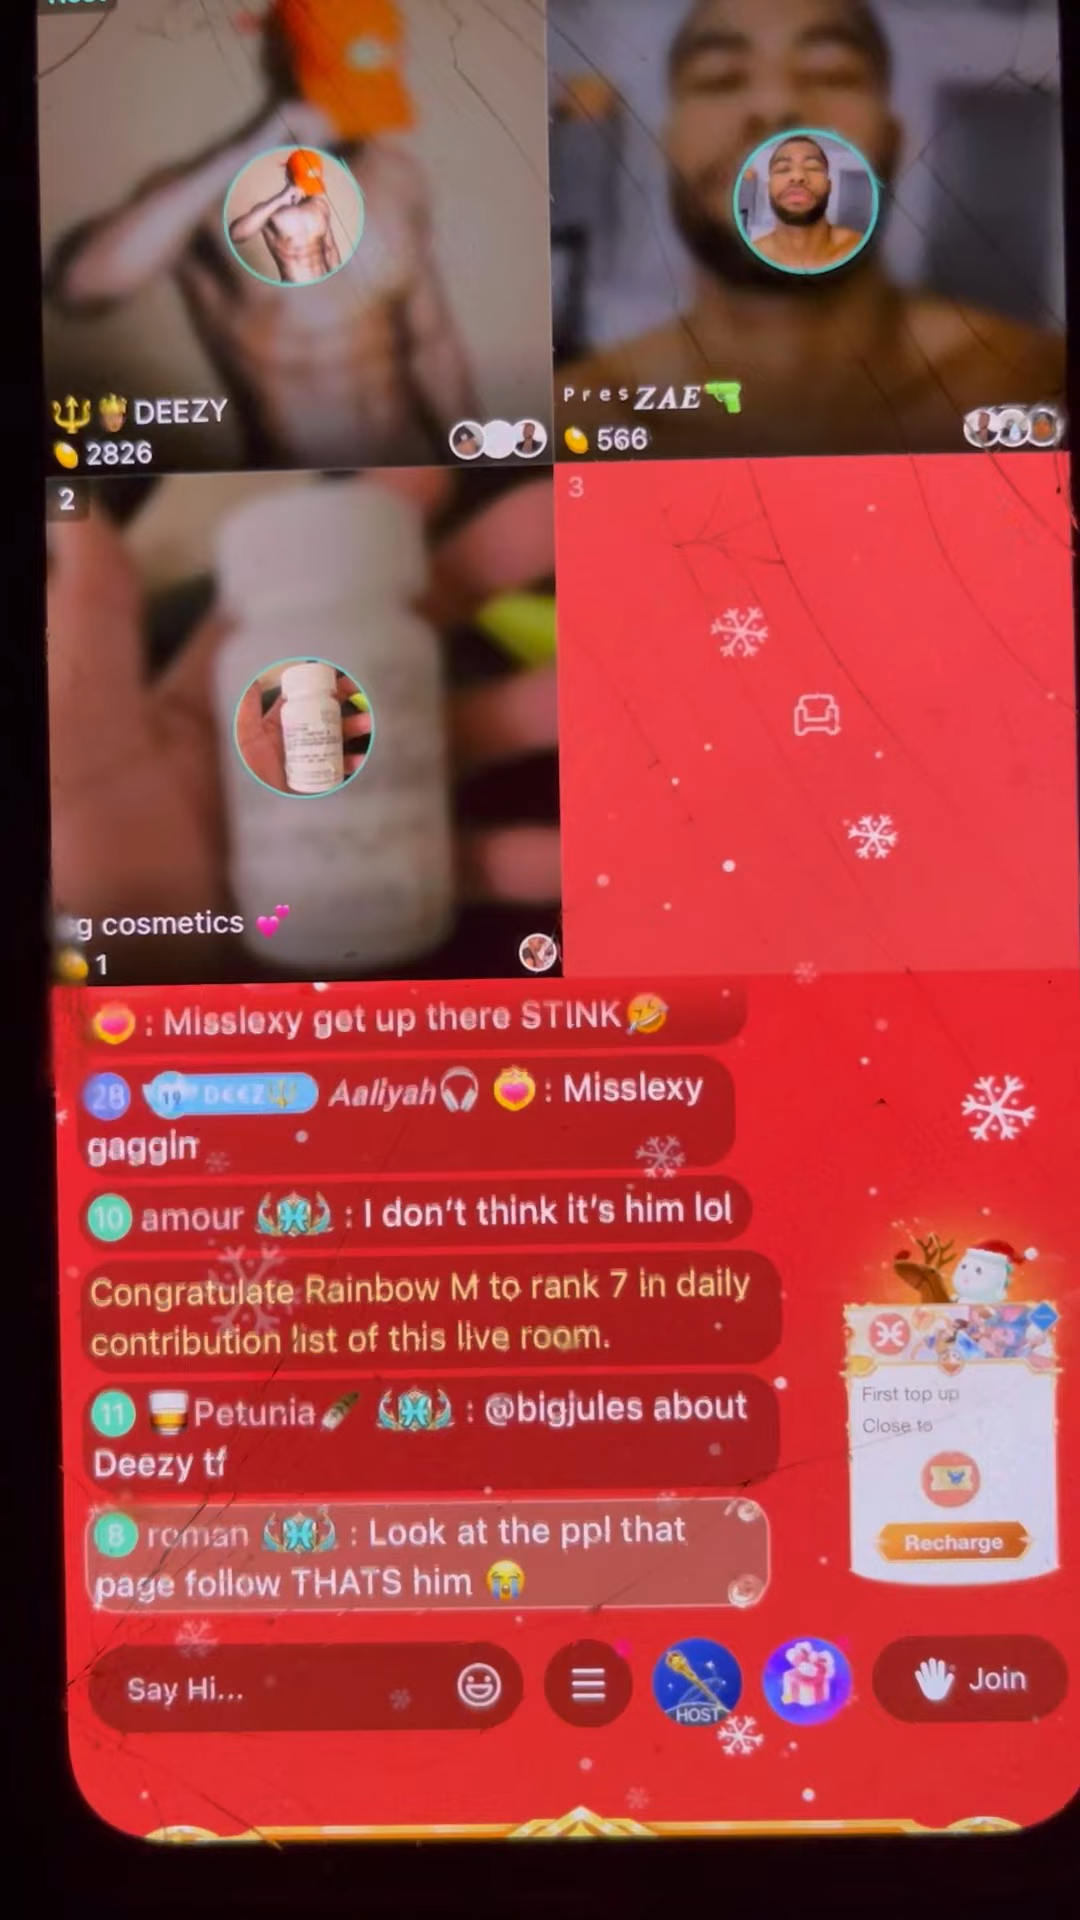 DEEZY
2826
ᴾʳᵉˢZAE
566
2
3
g cosmetics
1
: Misslexy get up there STINK
28 19 DEEZ Aaliyah : Misslexy
gaggin
10 amour : I don't think it's him lol
Congratulate Rainbow M to rank 7 in daily
contribution list of this live room.
11 Petunia : @bigjules about
Deezy tf
8 roman : Look at the ppl that
page follow THATS him
First top up
Close to
Recharge
Say Hi...
HOST
Join